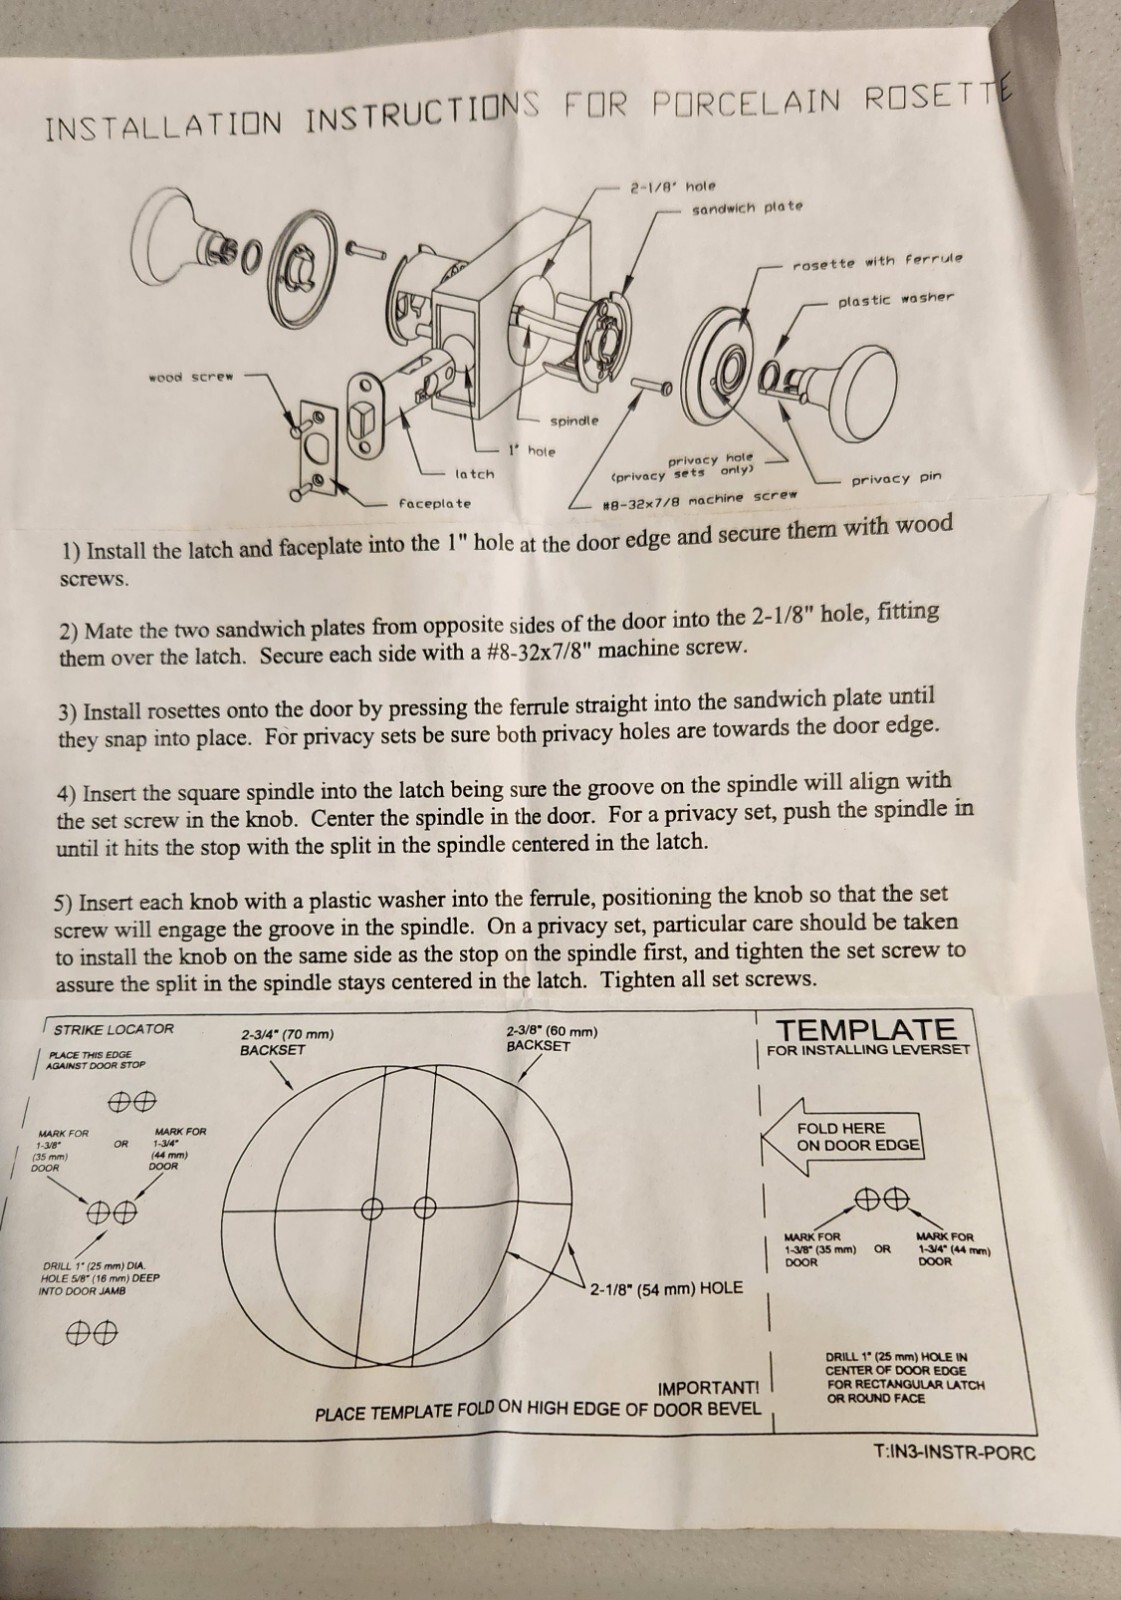 INSTALLATION INSTRUCTIONS FOR PORCELAIN ROSETTE
2-1/8" hole
sandwich plate
rosette with ferrule
plastic washer
wood screw
spindle
1" hole
latch
privacy hole
(privacy sets only)
privacy pin
faceplate
#8-32x7/8 machine screw
1) Install the latch and faceplate into the 1" hole at the door edge and secure them with wood
screws.
2) Mate the two sandwich plates from opposite sides of the door into the 2-1/8" hole, fitting
them over the latch. Secure each side with a #8-32x7/8" machine screw.
3) Install rosettes onto the door by pressing the ferrule straight into the sandwich plate until
they snap into place. For privacy sets be sure both privacy holes are towards the door edge.
4) Insert the square spindle into the latch being sure the groove on the spindle will align with
the set screw in the knob. Center the spindle in the door. For a privacy set, push the spindle in
until it hits the stop with the split in the spindle centered in the latch.
5) Insert each knob with a plastic washer into the ferrule, positioning the knob so that the set
screw will engage the groove in the spindle. On a privacy set, particular care should be taken
to install the knob on the same side as the stop on the spindle first, and tighten the set screw to
assure the split in the spindle stays centered in the latch. Tighten all set screws.
STRIKE LOCATOR
PLACE THIS EDGE
AGAINST DOOR STOP
MARK FOR
1-3/8"
(35 mm)
DOOR
OR
MARK FOR
1-3/4"
(44 mm)
DOOR
DRILL 1" (25 mm) DIA.
HOLE 5/8" (16 mm) DEEP
INTO DOOR JAMB
2-3/4" (70 mm)
BACKSET
2-3/8" (60 mm)
BACKSET
2-1/8" (54 mm) HOLE
IMPORTANT!
PLACE TEMPLATE FOLD ON HIGH EDGE OF DOOR BEVEL
TEMPLATE
FOR INSTALLING LEVERSET
FOLD HERE
ON DOOR EDGE
MARK FOR
1-3/8" (35 mm)
DOOR
OR
MARK FOR
1-3/4" (44 mm)
DOOR
DRILL 1" (25 mm) HOLE IN
CENTER OF DOOR EDGE
FOR RECTANGULAR LATCH
OR ROUND FACE
T:IN3-INSTR-PORC